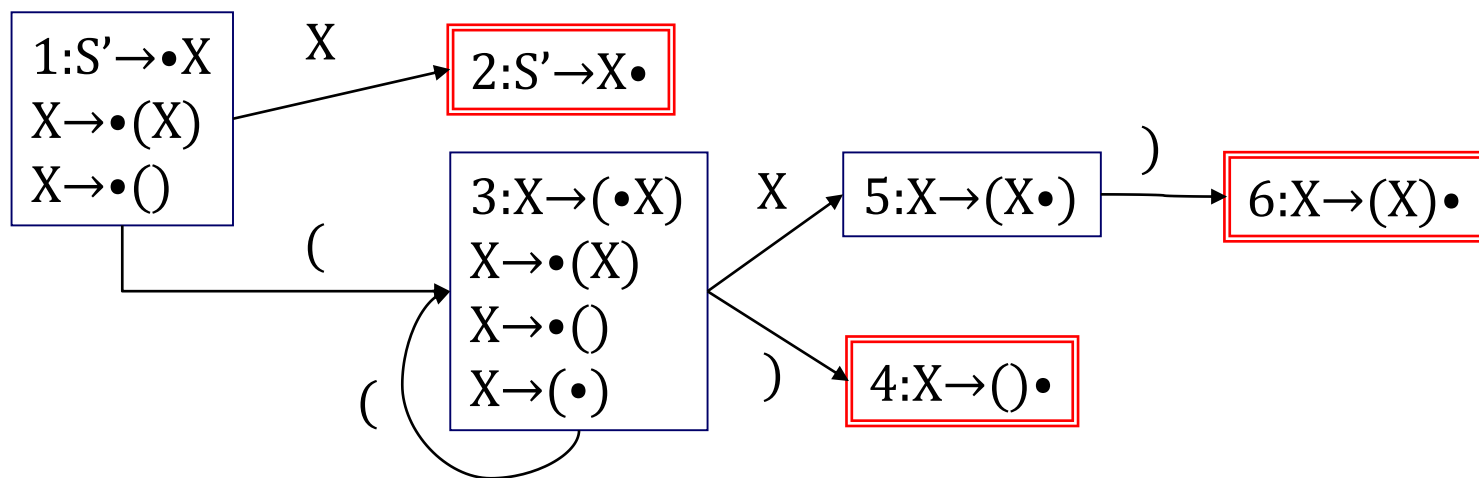 1:S’→•X
X→•(X)
X→•()
X
2:S’→X•
(
3:X→(•X)
X→•(X)
X→•()
X→(•)
(
X
5:X→(X•)
)
6:X→(X)•
)
4:X→()•